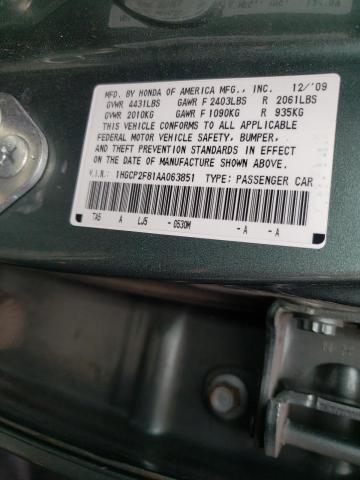 MFD. BY HONDA OF AMERICA MFG., INC. 12/'09
GVWR 4431LBS GAWR F 2403LBS R 2061LBS
GVWR 2010KG GAWR F 1090KG R 935KG
THIS VEHICLE CONFORMS TO ALL APPLICABLE
FEDERAL MOTOR VEHICLE SAFETY, BUMPER,
AND THEFT PREVENTION STANDARDS IN EFFECT ON
THE DATE OF MANUFACTURE SHOWN ABOVE.
V.I.N.: 1HGCP2F81AA063851 TYPE: PASSENGER CAR
TA5 A LJ5 - 0530M - A - A